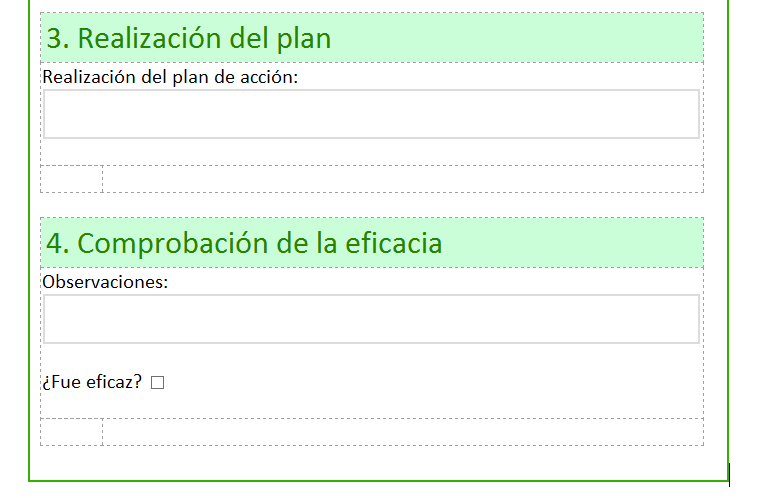 3. Realización del plan
Realización del plan de acción:
4. Comprobación de la eficacia
Observaciones:
¿Fue eficaz?